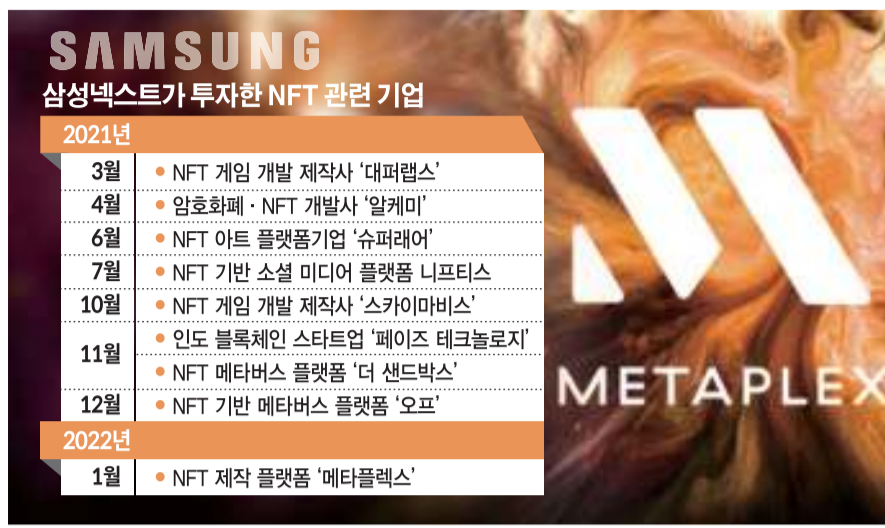 SAMSUNG
삼성넥스트가 투자한 NFT 관련 기업
2021년
3월 • NFT 게임 개발 제작사 ‘대퍼랩스’
4월 • 암호화폐 · NFT 개발사 ‘알케미’
6월 • NFT 아트 플랫폼기업 ‘슈퍼래어’
7월 • NFT 기반 소셜 미디어 플랫폼 니프티스
10월 • NFT 게임 개발 제작사 ‘스카이마비스’
11월 • 인도 블록체인 스타트업 ‘페이즈 테크놀로지’
• NFT 메타버스 플랫폼 ‘더 샌드박스’
12월 • NFT 기반 메타버스 플랫폼 ‘오프’
2022년
1월 • NFT 제작 플랫폼 ‘메타플렉스’
METAPLEX